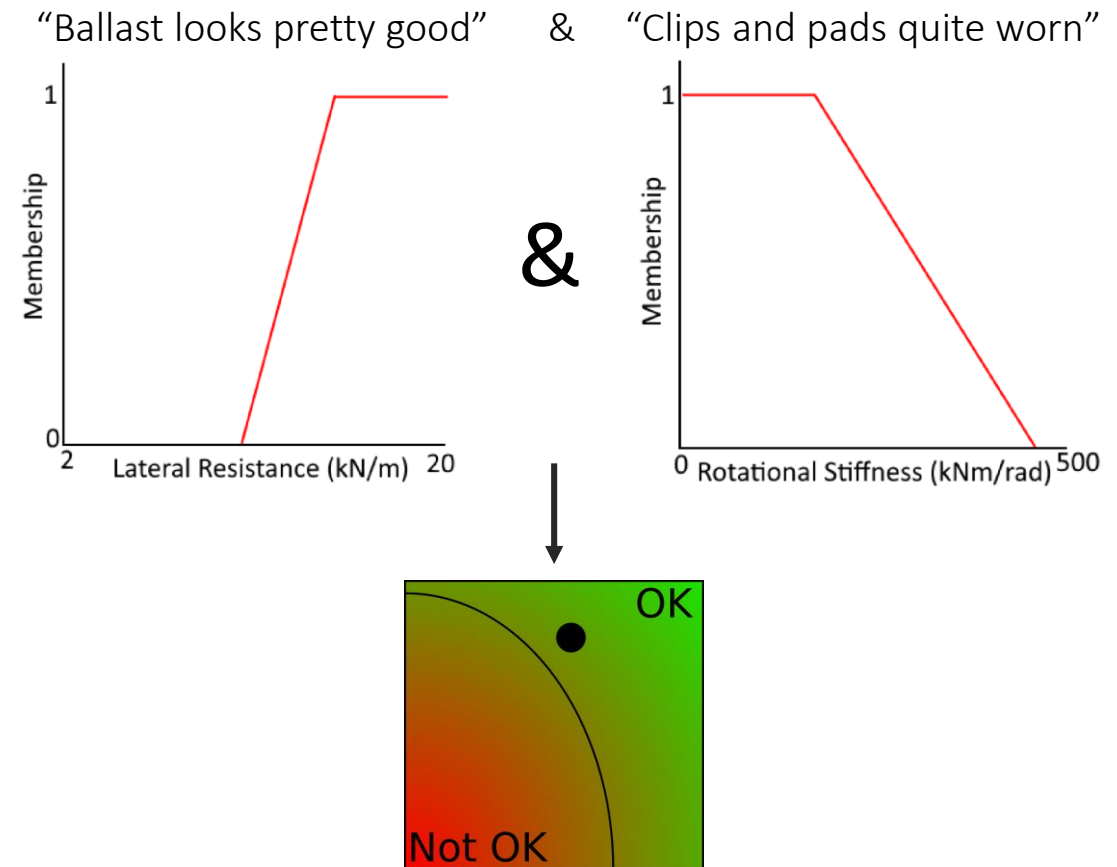 “Ballast looks pretty good” & “Clips and pads quite worn”
1
Membership
0
2
Lateral Resistance (kN/m)
20
&
1
Membership
0
Rotational Stiffness (kNm/rad)
500
OK
Not OK